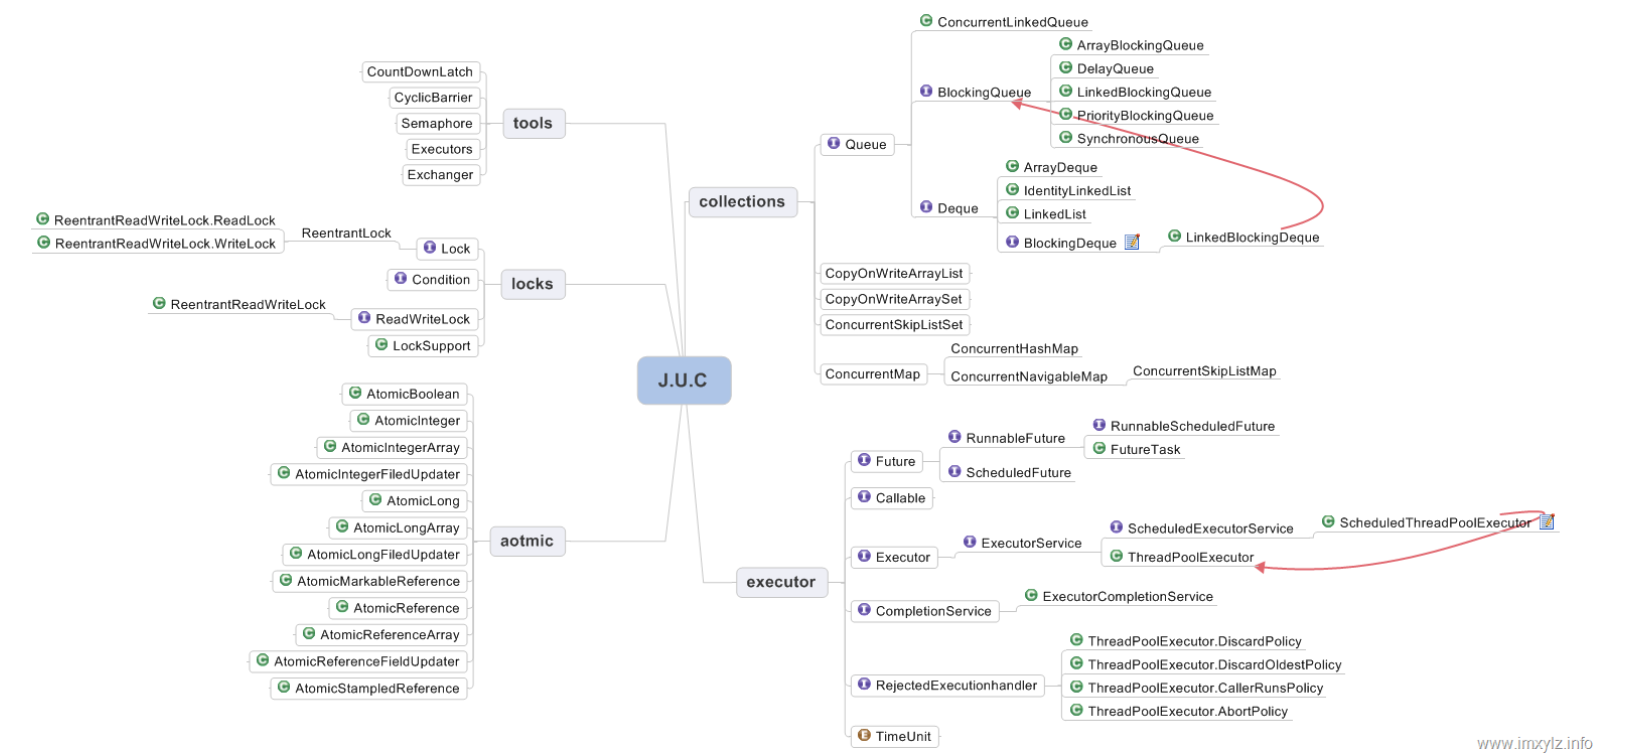 J.U.C
tools
CountDownLatch
CyclicBarrier
Semaphore
Executors
Exchanger
locks
Lock
ReentrantLock
ReentrantReadWriteLock.ReadLock
ReentrantReadWriteLock.WriteLock
Condition
ReadWriteLock
ReentrantReadWriteLock
LockSupport
aotmic
AtomicBoolean
AtomicInteger
AtomicIntegerArray
AtomicIntegerFiledUpdater
AtomicLong
AtomicLongArray
AtomicLongFiledUpdater
AtomicMarkableReference
AtomicReference
AtomicReferenceArray
AtomicReferenceFieldUpdater
AtomicStampledReference
collections
Queue
ConcurrentLinkedQueue
BlockingQueue
ArrayBlockingQueue
DelayQueue
LinkedBlockingQueue
PriorityBlockingQueue
SynchronousQueue
Deque
ArrayDeque
IdentityLinkedList
LinkedList
BlockingDeque
LinkedBlockingDeque
CopyOnWriteArrayList
CopyOnWriteArraySet
ConcurrentSkipListSet
ConcurrentMap
ConcurrentHashMap
ConcurrentNavigableMap
ConcurrentSkipListMap
executor
Future
RunnableFuture
RunnableScheduledFuture
FutureTask
ScheduledFuture
Callable
Executor
ExecutorService
ScheduledExecutorService
ScheduledThreadPoolExecutor
ThreadPoolExecutor
CompletionService
ExecutorCompletionService
RejectedExecutionhandler
ThreadPoolExecutor.DiscardPolicy
ThreadPoolExecutor.DiscardOldestPolicy
ThreadPoolExecutor.CallerRunsPolicy
ThreadPoolExecutor.AbortPolicy
TimeUnit
www.imxylz.info